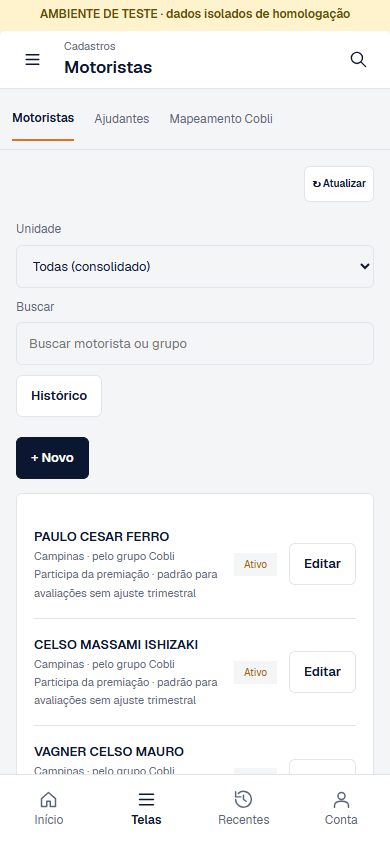 AMBIENTE DE TESTE · dados isolados de homologação
Cadastros
Motoristas
Motoristas Ajudantes Mapeamento Cobli
↻ Atualizar
Unidade
Todas (consolidado)
Buscar
Buscar motorista ou grupo
Histórico
+ Novo
PAULO CESAR FERRO
Campinas · pelo grupo Cobli
Participa da premiação · padrão para
avaliações sem ajuste trimestral
Ativo
Editar
CELSO MASSAMI ISHIZAKI
Campinas · pelo grupo Cobli
Participa da premiação · padrão para
avaliações sem ajuste trimestral
Ativo
Editar
VAGNER CELSO MAURO
Campinas · pelo grupo Cobli
Início Telas Recentes Conta